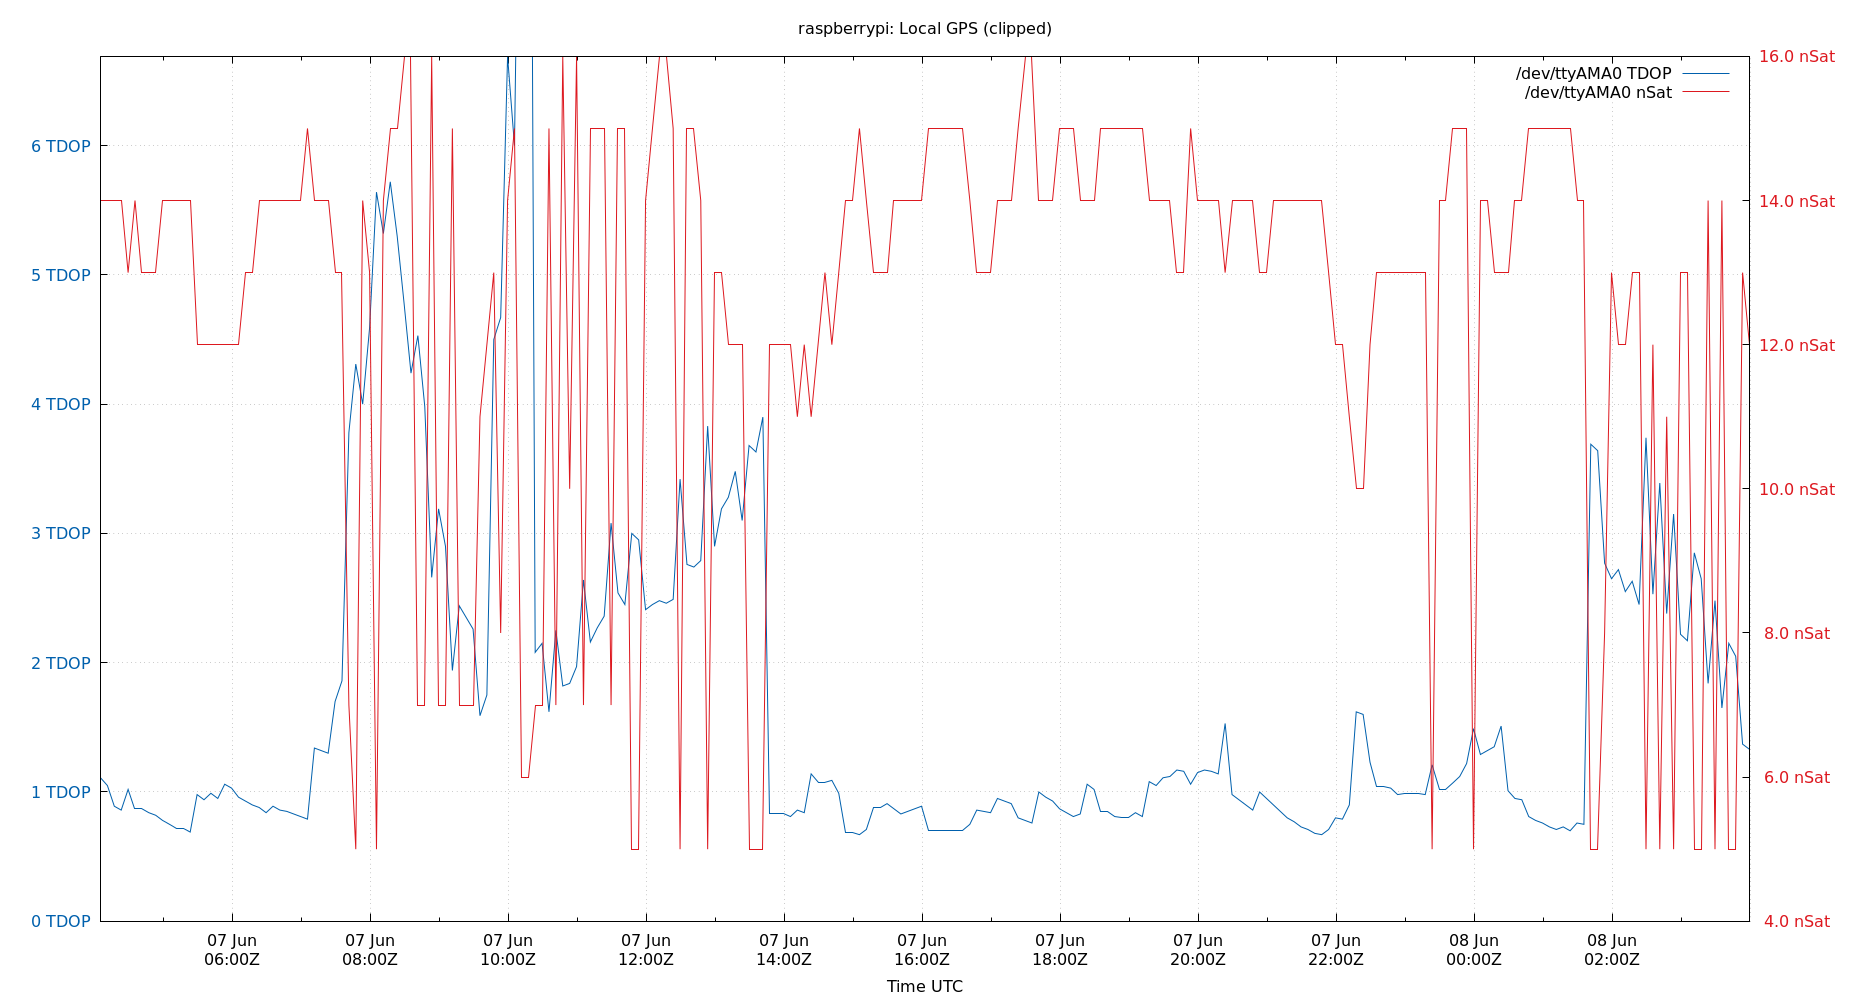 raspberrypi: Local GPS (clipped)
/dev/ttyAMA0 TDOP
/dev/ttyAMA0 nSat
6 TDOP
5 TDOP
4 TDOP
3 TDOP
2 TDOP
1 TDOP
0 TDOP
16.0 nSat
14.0 nSat
12.0 nSat
10.0 nSat
8.0 nSat
6.0 nSat
4.0 nSat
07 Jun
06:00Z
07 Jun
08:00Z
07 Jun
10:00Z
07 Jun
12:00Z
07 Jun
14:00Z
07 Jun
16:00Z
07 Jun
18:00Z
07 Jun
20:00Z
07 Jun
22:00Z
08 Jun
00:00Z
08 Jun
02:00Z
Time UTC